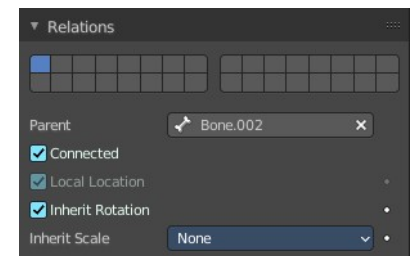 Relations
Parent
Bone.002
Connected
Local Location
Inherit Rotation
Inherit Scale
None